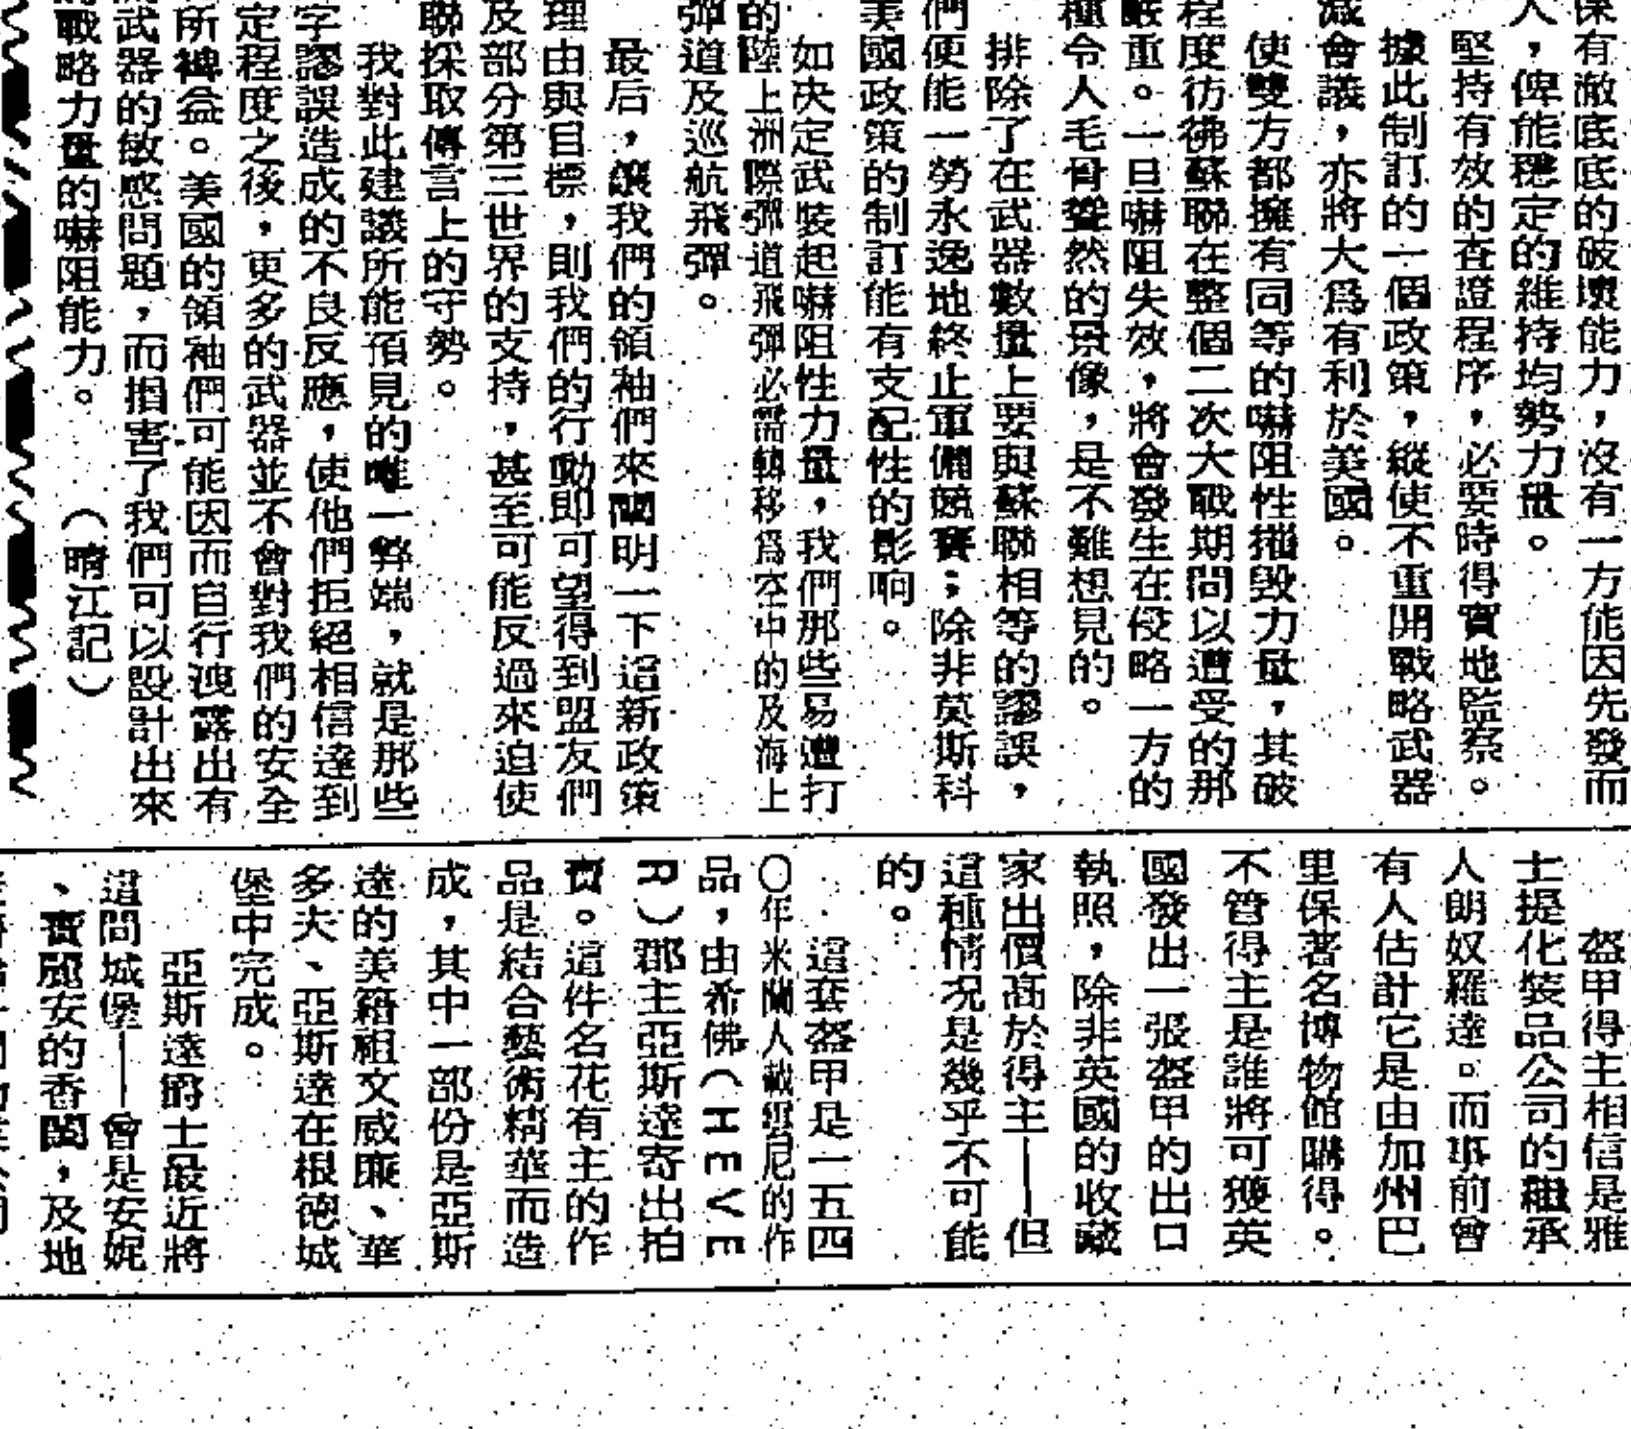 保有敵底底的破壞能力，沒有一方能因先發而
人，俾能穩定的維持均勢力量。
堅持有效的查證程序，必要時得實地監察。
據此制訂的一個政策，縱使不重開戰略武器
減會議，亦將大爲有利於美國。
使雙方都擁有同等的嚇阻性摧毀力量，其破
程度彷彿蘇聯在整個二次大戰期間以遭受的那
嚴重。一旦嚇阻失效，將會發生在侵略一方的
種令人毛骨聳然的景像，是不難想見的。
排除了在武器數量上要與蘇聯相等的謬誤，
們便能一勞永逸地終止軍備競賽；除非莫斯科
美國政策的制訂能有支配性的影响。
如決定武裝起嚇阻性力量，我們那些易遭打
的陸上洲際彈道飛彈必需轉移爲空中的及海上
彈道及巡航飛彈。
最后，讓我們的領袖們來闡明一下這新政策
理由與目標，則我們的行動即可望得到盟友們
及部分第三世界的支持，甚至可能反過來迫使
聯採取傳言上的守勢。
我對此建議所能預見的唯一弊端，就是那些
字謬誤造成的不良反應，使他們拒絕相信達到
定程度之後，更多的武器並不會對我們的安全
所裨益。美國的領袖們可能因而自行洩露出有
武器的敏感問題，而損害了我們可以設計出來
戰略力量的嚇阻能力。（晴江記）
盔甲得主相信是雅
士提化裝品公司的繼承
人朗奴羅達。而事前曾
有人估計它是由加州巴
里保著名博物館購得。
不管得主是誰將可獲英
國發出一張盔甲的出口
執照，除非英國的收藏
家出價高於得主——但
這種情況是幾乎不可能
的。
這套盔甲是一五四
〇年米蘭人戴 尼的作
品，由希佛（HEVE
R）郡主亞斯達寄出拍
賣。這件名花有主的作
品是結合藝術精華而造
成，其中一部份是亞斯
達的美籍祖文威廉、華
多夫、亞斯達在根德城
堡中完成。
亞斯達爵士最近將
這間城堡——曾是安妮
、寶麗安的香閨，及地